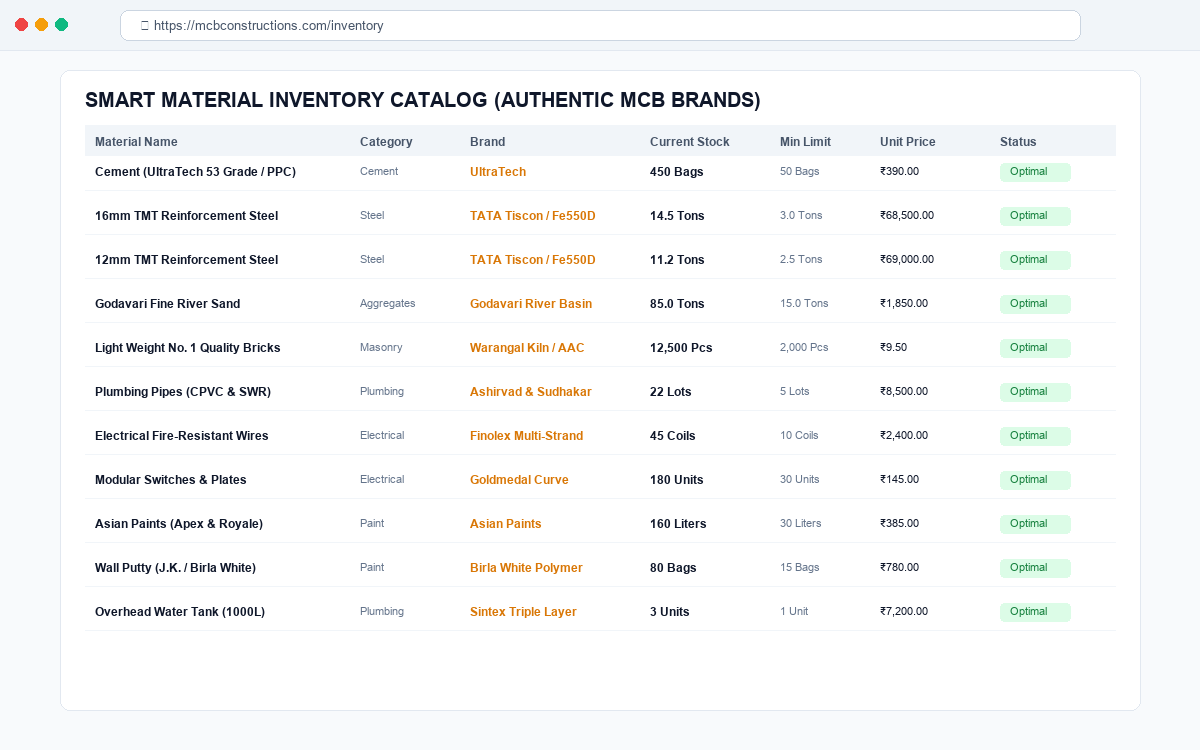 https://mcbconstructions.com/inventory
SMART MATERIAL INVENTORY CATALOG (AUTHENTIC MCB BRANDS)
Material Name Category Brand Current Stock Min Limit Unit Price Status
Cement (UltraTech 53 Grade / PPC) Cement UltraTech 450 Bags 50 Bags ₹390.00 Optimal
16mm TMT Reinforcement Steel Steel TATA Tiscon / Fe550D 14.5 Tons 3.0 Tons ₹68,500.00 Optimal
12mm TMT Reinforcement Steel Steel TATA Tiscon / Fe550D 11.2 Tons 2.5 Tons ₹69,000.00 Optimal
Godavari Fine River Sand Aggregates Godavari River Basin 85.0 Tons 15.0 Tons ₹1,850.00 Optimal
Light Weight No. 1 Quality Bricks Masonry Warangal Kiln / AAC 12,500 Pcs 2,000 Pcs ₹9.50 Optimal
Plumbing Pipes (CPVC & SWR) Plumbing Ashirvad & Sudhakar 22 Lots 5 Lots ₹8,500.00 Optimal
Electrical Fire-Resistant Wires Electrical Finolex Multi-Strand 45 Coils 10 Coils ₹2,400.00 Optimal
Modular Switches & Plates Electrical Goldmedal Curve 180 Units 30 Units ₹145.00 Optimal
Asian Paints (Apex & Royale) Paint Asian Paints 160 Liters 30 Liters ₹385.00 Optimal
Wall Putty (J.K. / Birla White) Paint Birla White Polymer 80 Bags 15 Bags ₹780.00 Optimal
Overhead Water Tank (1000L) Plumbing Sintex Triple Layer 3 Units 1 Unit ₹7,200.00 Optimal